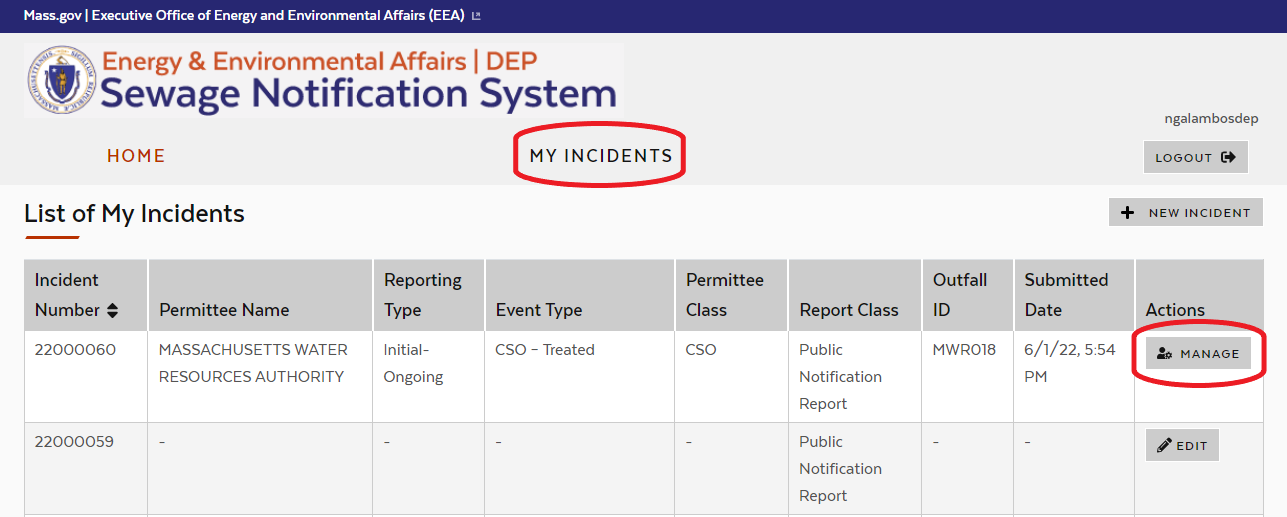 Mass.gov | Executive Office of Energy and Environmental Affairs (EEA)
Energy & Environmental Affairs | DEP
Sewage Notification System
ngalambosdep
HOME
MY INCIDENTS
LOGOUT
List of My Incidents
NEW INCIDENT
Incident Number
Permittee Name
Reporting Type
Event Type
Permittee Class
Report Class
Outfall ID
Submitted Date
Actions
22000060
MASSACHUSETTS WATER
RESOURCES AUTHORITY
Initial-
Ongoing
CSO – Treated
CSO
Public
Notification
Report
MWR018
6/1/22, 5:54
PM
MANAGE
22000059
-
-
-
-
Public
Notification
Report
-
-
EDIT